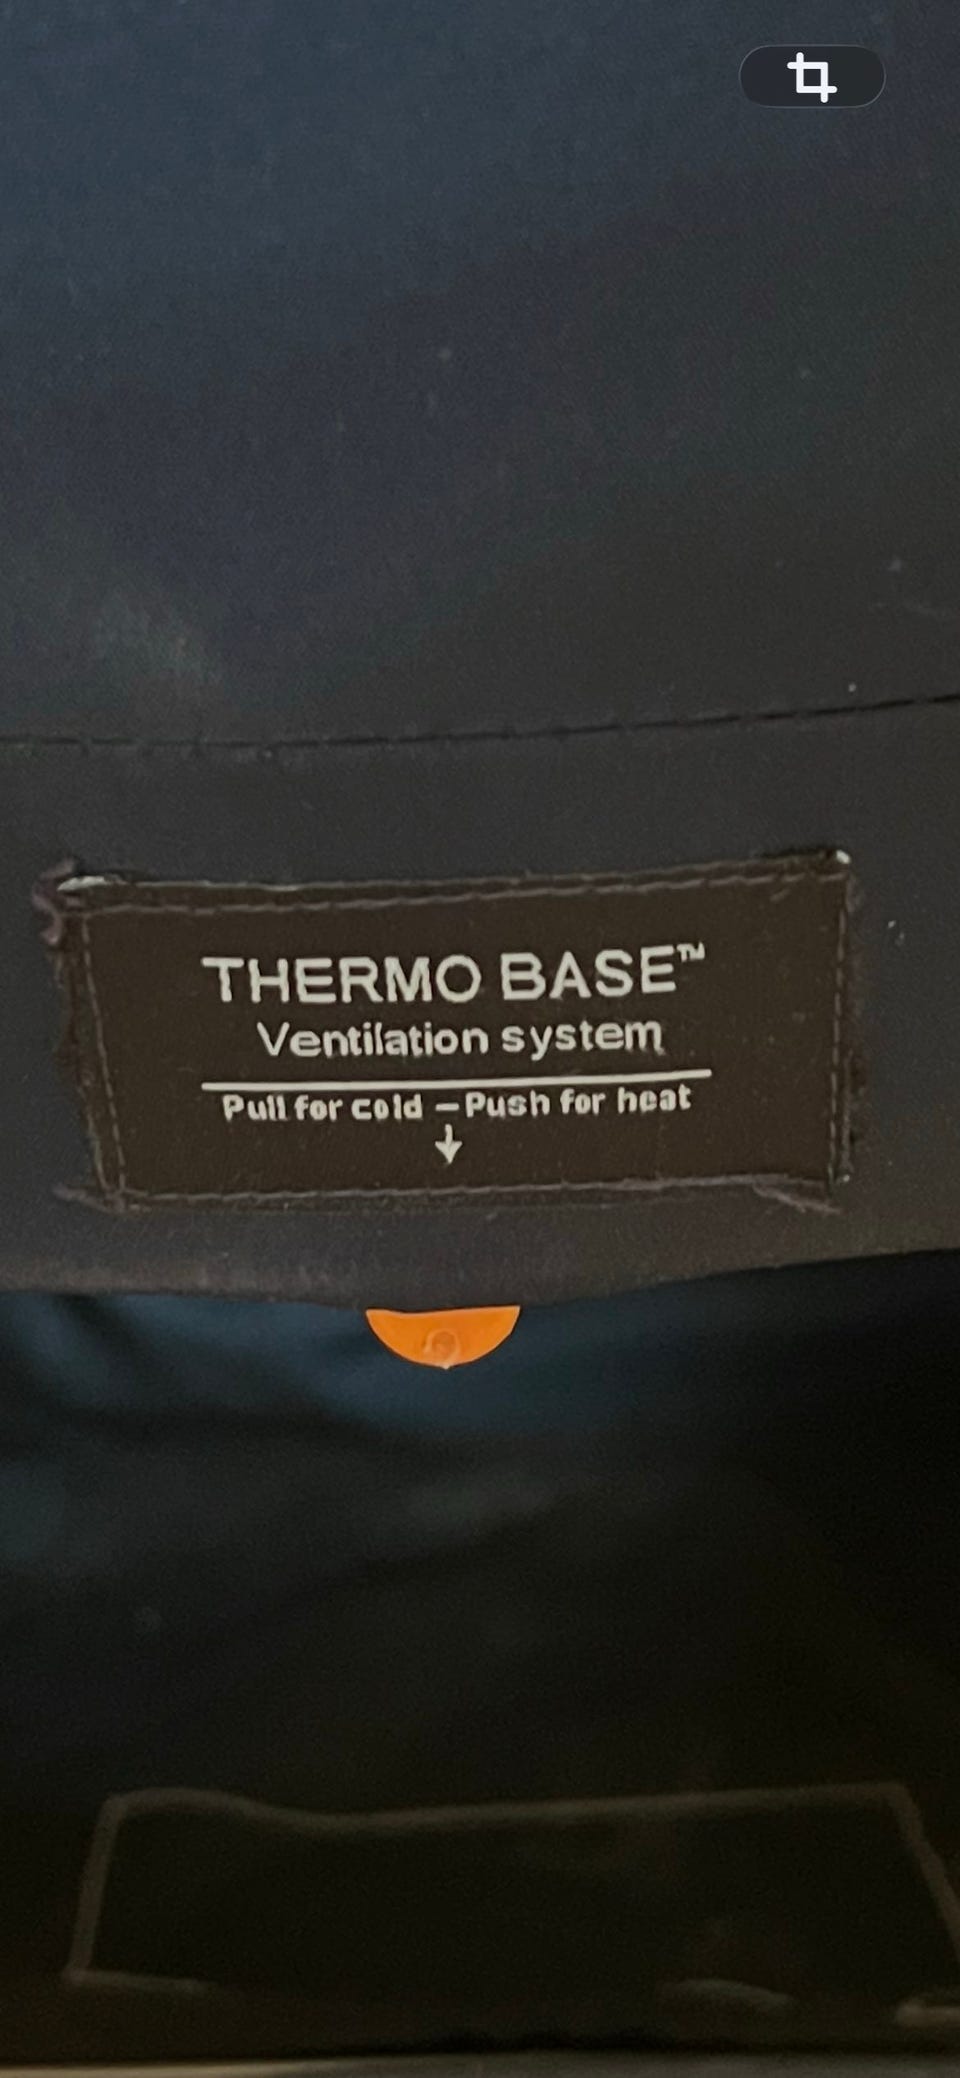 THERMO BASE™
Ventilation system
Pull for cold – Push for heat